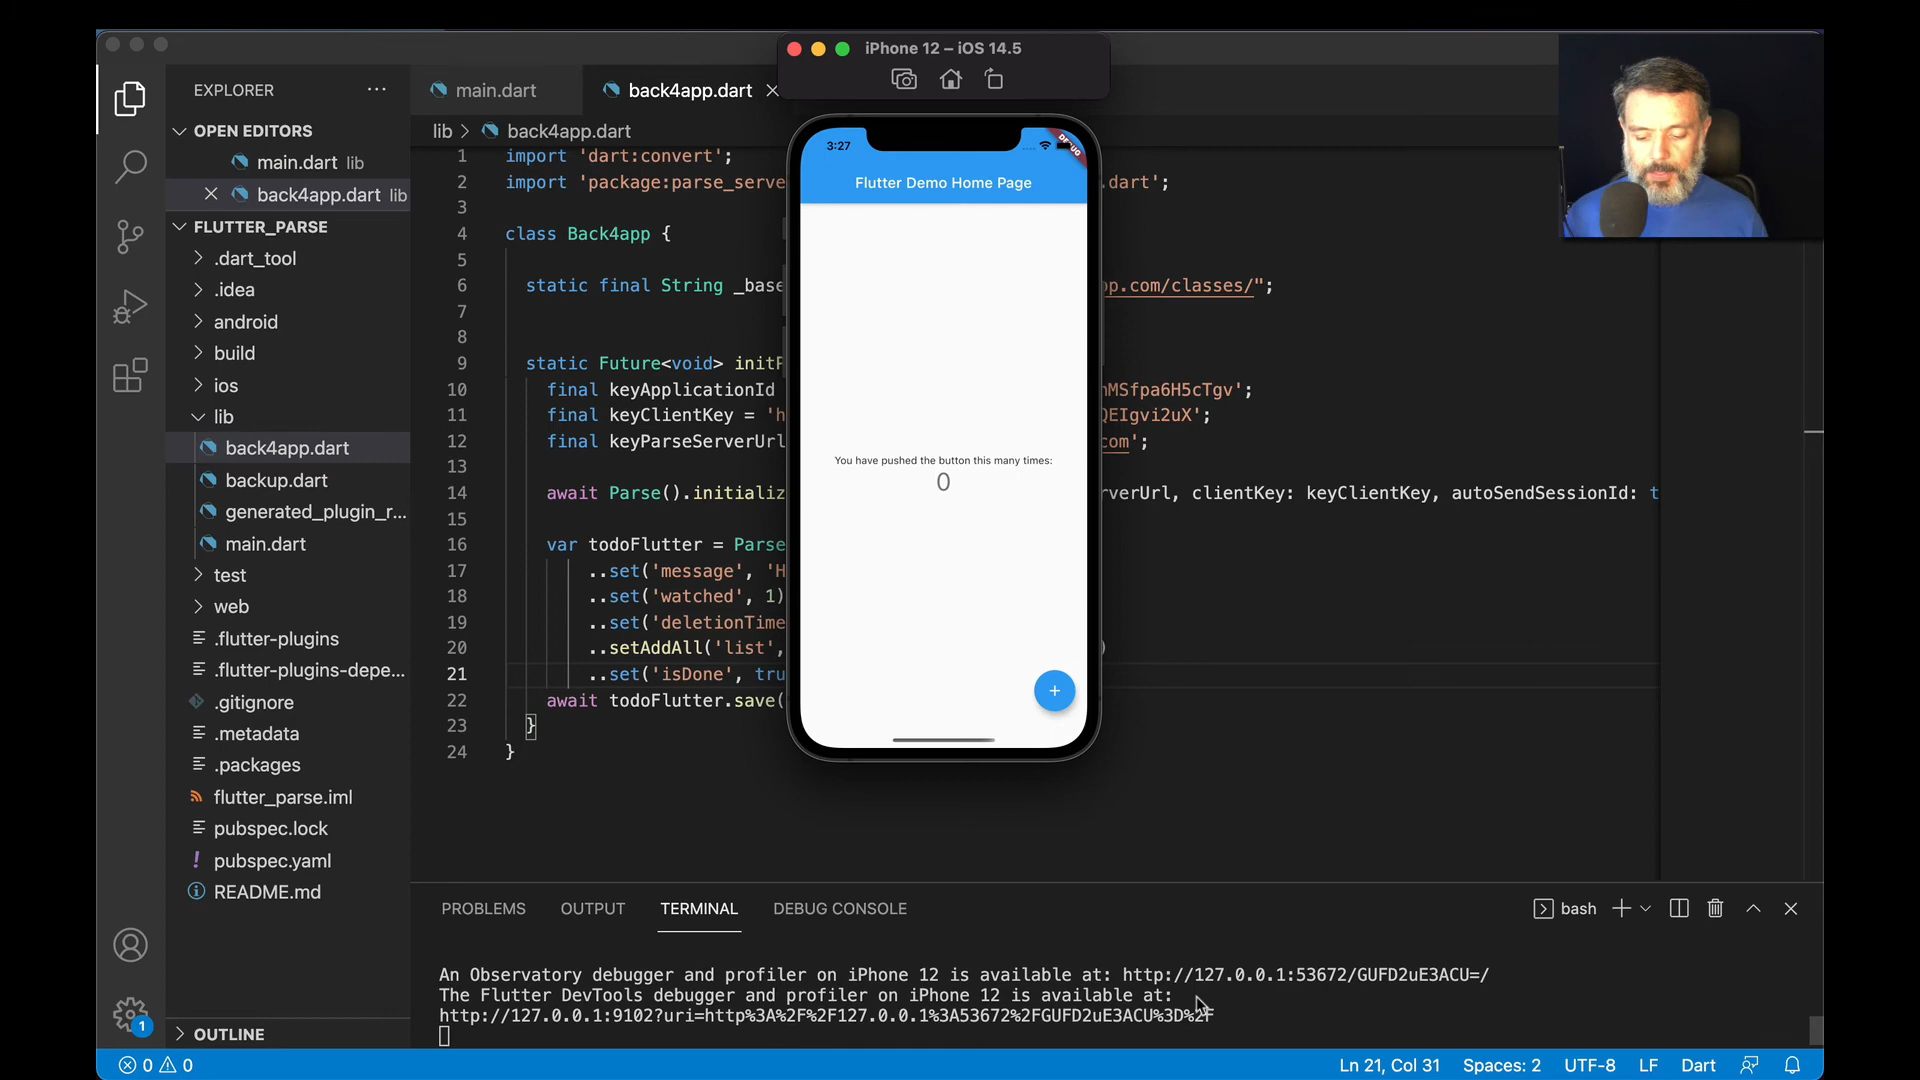 iPhone 12 – iOS 14.5
EXPLORER
OPEN EDITORS
main.dart lib
back4app.dart lib
FLUTTER_PARSE
.dart_tool
.idea
android
build
ios
lib
back4app.dart
backup.dart
generated_plugin_r...
main.dart
test
web
.flutter-plugins
.flutter-plugins-depe...
.gitignore
.metadata
.packages
flutter_parse.iml
pubspec.lock
pubspec.yaml
README.md
OUTLINE
1
main.dart
back4app.dart
lib > back4app.dart
1 import 'dart:convert';
2 import 'package:parse_serve .dart';
3
4 class Back4app {
5
6 static final String _base p.com/classes/";
7
8
9 static Future<void> initP
10 final keyApplicationId nMSfpa6H5cTgv';
11 final keyClientKey = 'h QEIgvi2uX';
12 final keyParseServerUrl com';
13
14 await Parse().initializ rverUrl, clientKey: keyClientKey, autoSendSessionId: t
15
16 var todoFlutter = Parse
17 ..set('message', 'H
18 ..set('watched', 1)
19 ..set('deletionTime
20 ..setAddAll('list', )
21 ..set('isDone', tru
22 await todoFlutter.save(
23 }
24 }
3:27
DEBUG
Flutter Demo Home Page
You have pushed the button this many times:
0
+
PROBLEMS OUTPUT TERMINAL DEBUG CONSOLE
bash
An Observatory debugger and profiler on iPhone 12 is available at: http://127.0.0.1:53672/GUFD2uE3ACU=/
The Flutter DevTools debugger and profiler on iPhone 12 is available at:
http://127.0.0.1:9102?uri=http%3A%2F%2F127.0.0.1%3A53672%2FGUFD2uE3ACU%3D%2F
0 0
Ln 21, Col 31 Spaces: 2 UTF-8 LF Dart